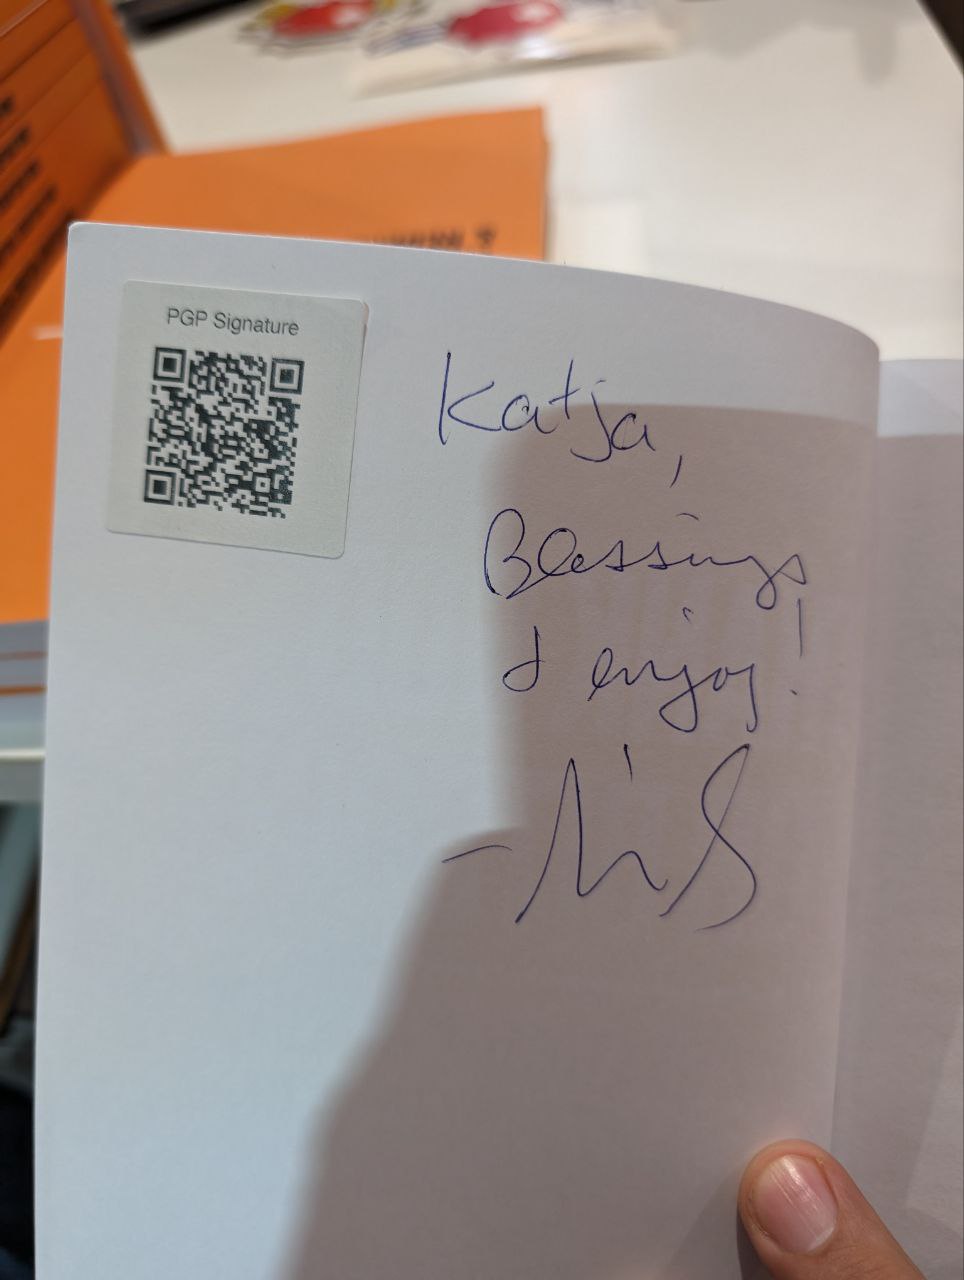 PGP Signature
Katja,
Blessings
& enjoy!